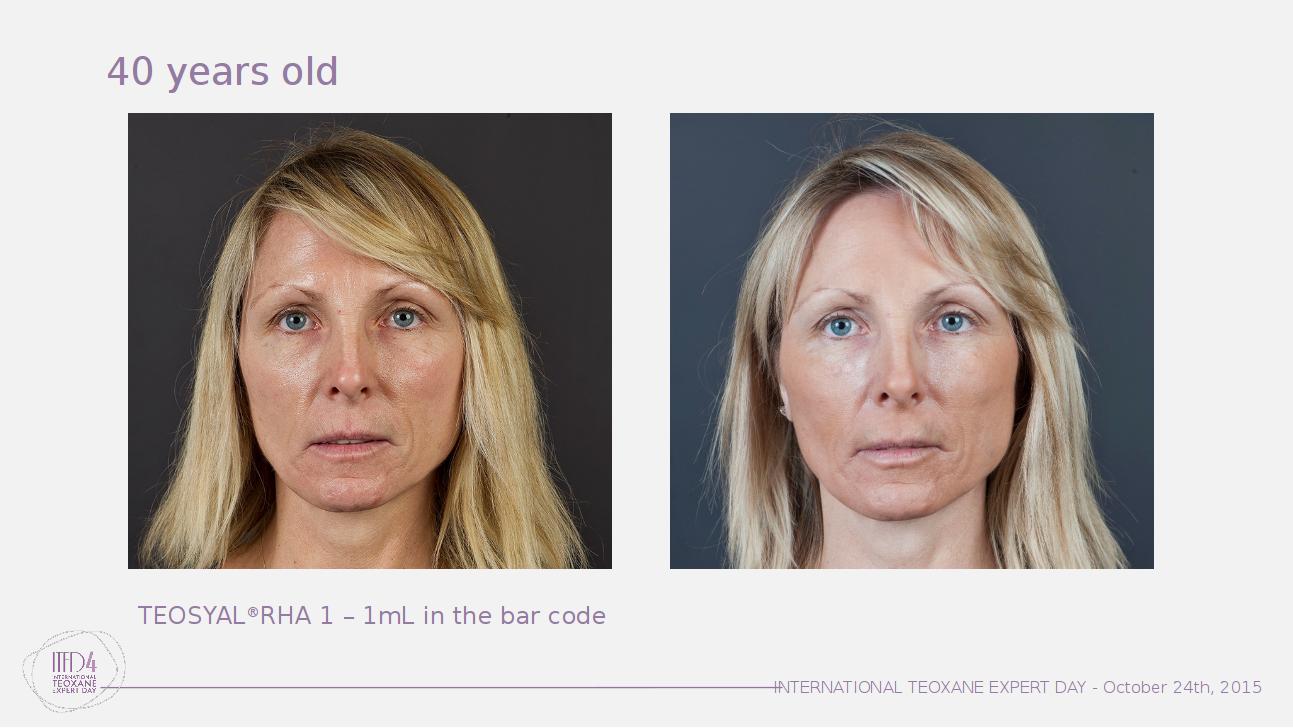 40 years old
TEOSYAL®RHA 1 – 1mL in the bar code
ITED4
INTERNATIONAL
TEOXANE
EXPERT DAY
INTERNATIONAL TEOXANE EXPERT DAY - October 24th, 2015